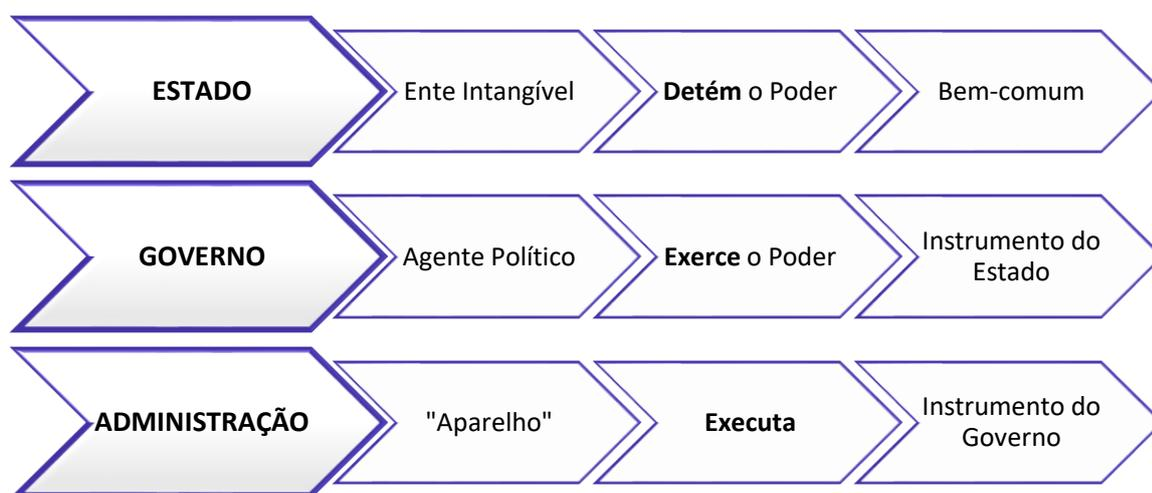 ESTADO
Ente Intangível
Detém o Poder
Bem-comum
GOVERNO
Agente Político
Exerce o Poder
Instrumento do
Estado
ADMINISTRAÇÃO
"Aparelho"
Executa
Instrumento do
Governo